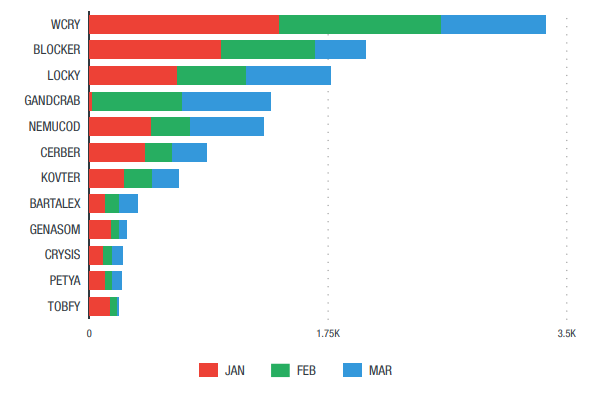 WCRY
BLOCKER
LOCKY
GANDCRAB
NEMUCOD
CERBER
KOVTER
BARTALEX
GENASOM
CRYSIS
PETYA
TOBFY
0 1.75K 3.5K
JAN FEB MAR